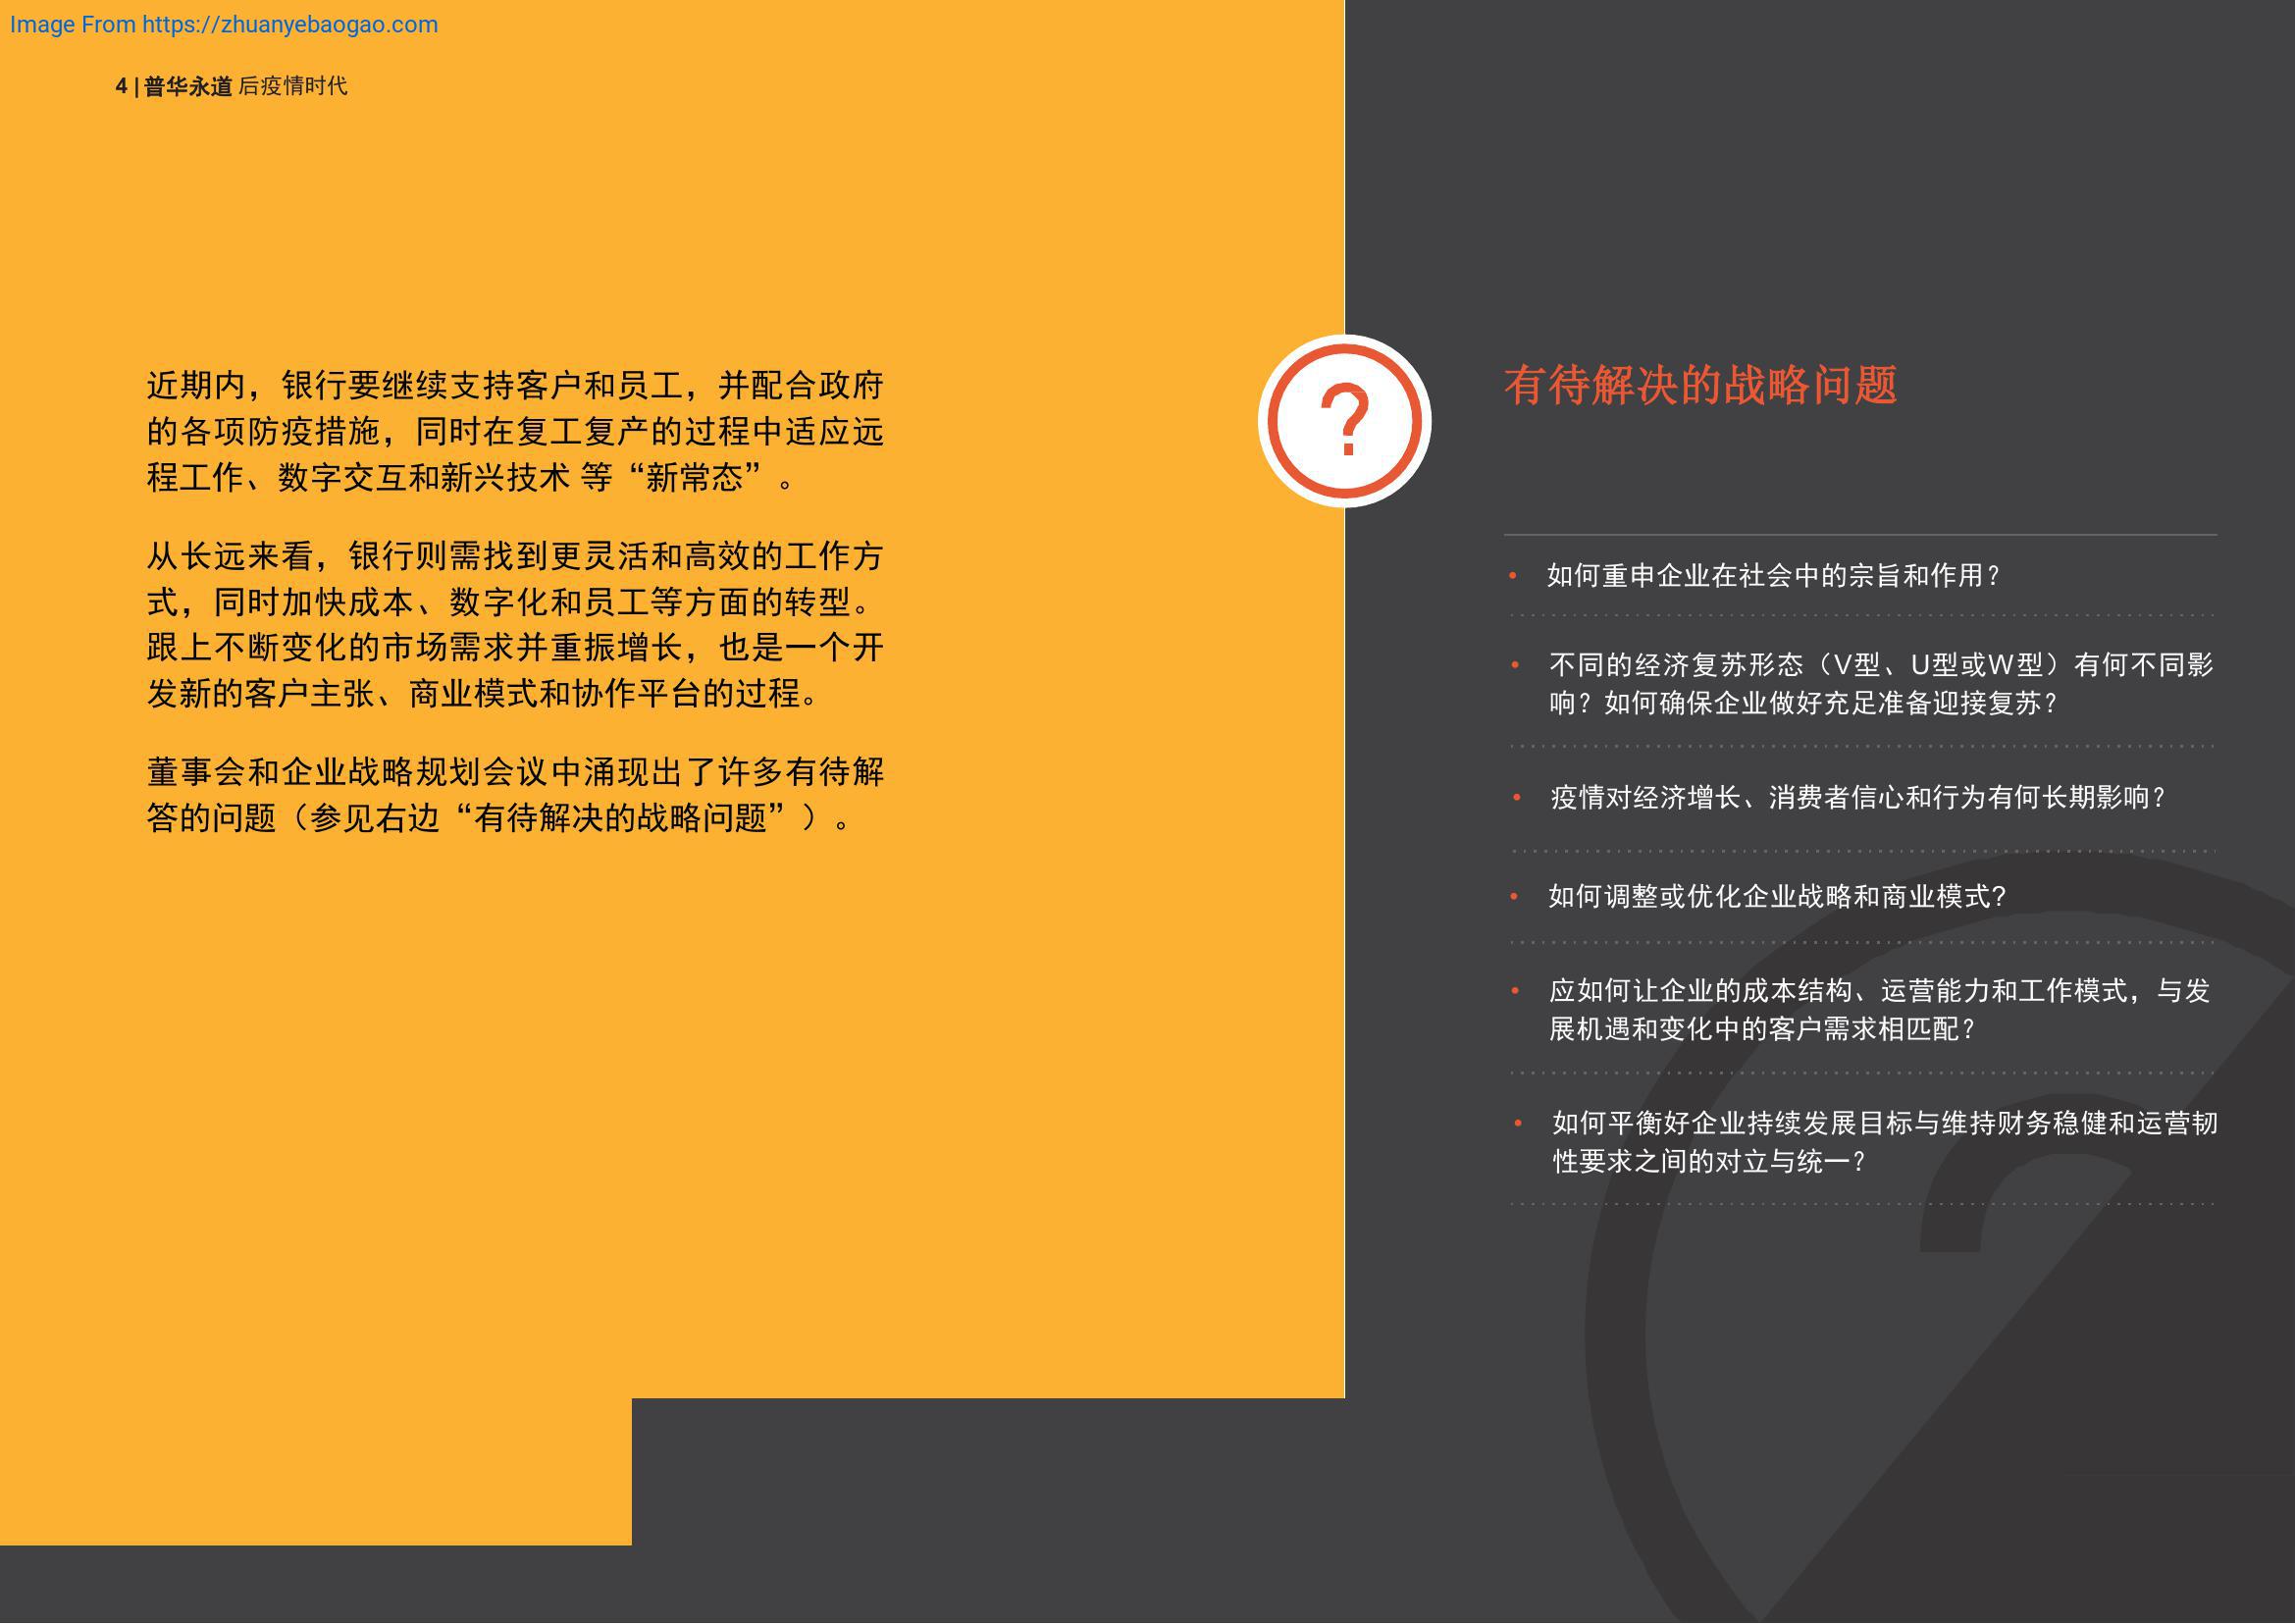 Image From https://zhuanyebaogao.com
4 | 普华永道 后疫情时代
近期内，银行要继续支持客户和员工，并配合政府
的各项防疫措施，同时在复工复产的过程中适应远
程工作、数字交互和新兴技术 等“新常态”。
从长远来看，银行则需找到更灵活和高效的工作方
式，同时加快成本、数字化和员工等方面的转型。
跟上不断变化的市场需求并重振增长，也是一个开
发新的客户主张、商业模式和协作平台的过程。
董事会和企业战略规划会议中涌现出了许多有待解
答的问题（参见右边“有待解决的战略问题”）。
?
有待解决的战略问题
• 如何重申企业在社会中的宗旨和作用?
• 不同的经济复苏形态（V型、U型或W型）有何不同影
响？如何确保企业做好充足准备迎接复苏?
• 疫情对经济增长、消费者信心和行为有何长期影响?
• 如何调整或优化企业战略和商业模式?
• 应如何让企业的成本结构、运营能力和工作模式，与发
展机遇和变化中的客户需求相匹配?
• 如何平衡好企业持续发展目标与维持财务稳健和运营韧
性要求之间的对立与统一?